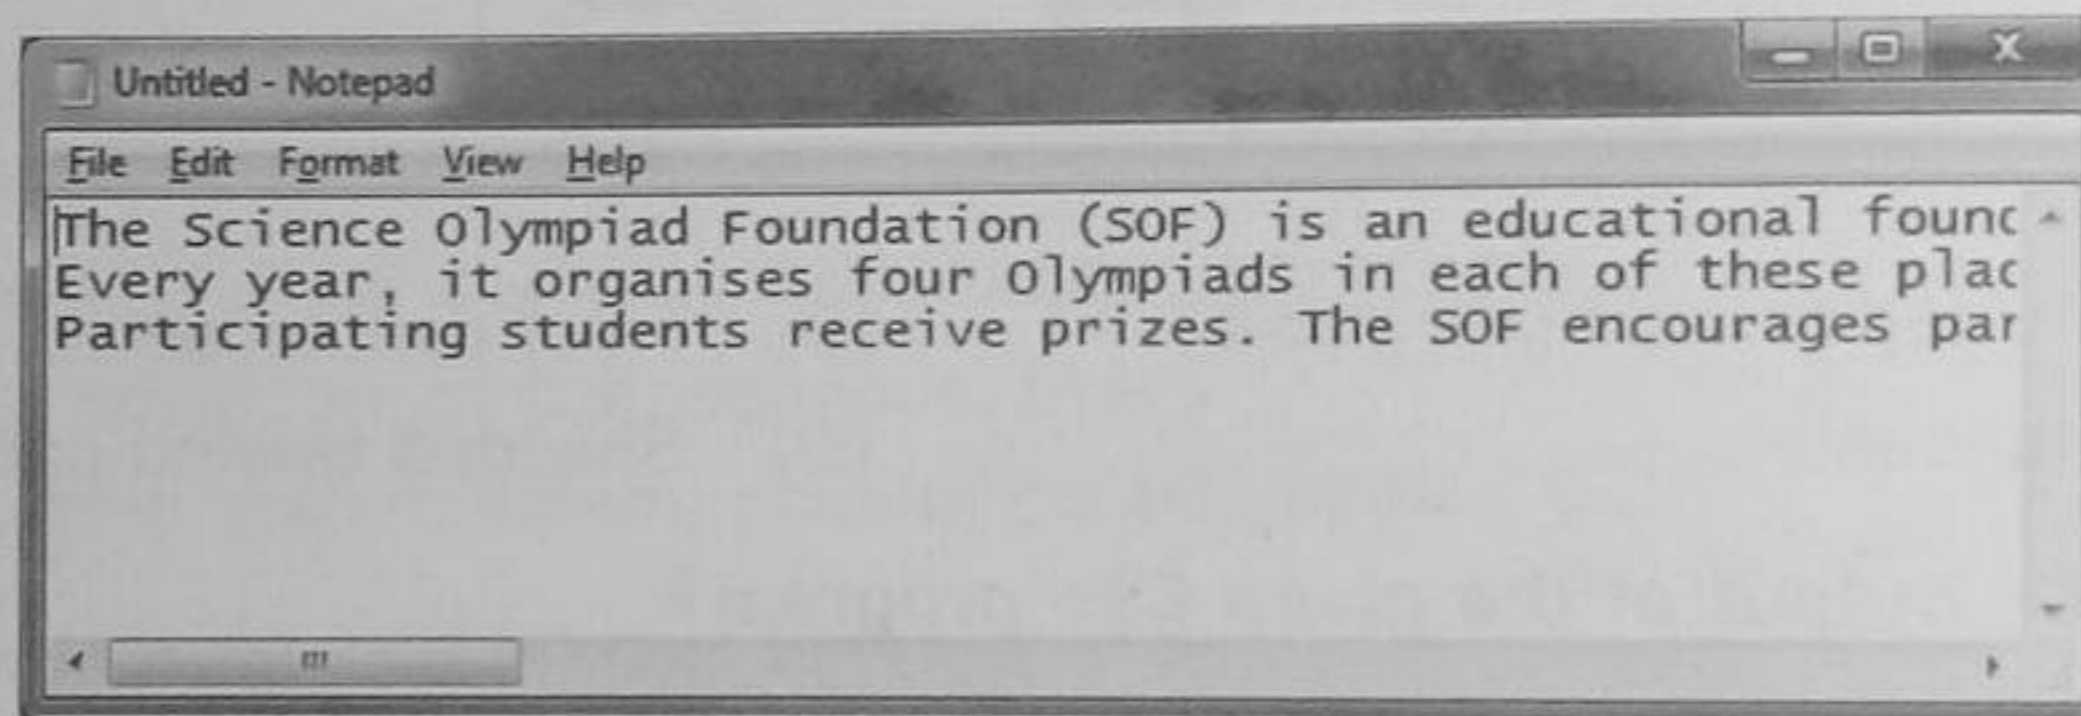 Untitled - Notepad
File Edit Format View Help
The Science Olympiad Foundation (SOF) is an educational found
Every year, it organises four Olympiads in each of these plac
Participating students receive prizes. The SOF encourages par